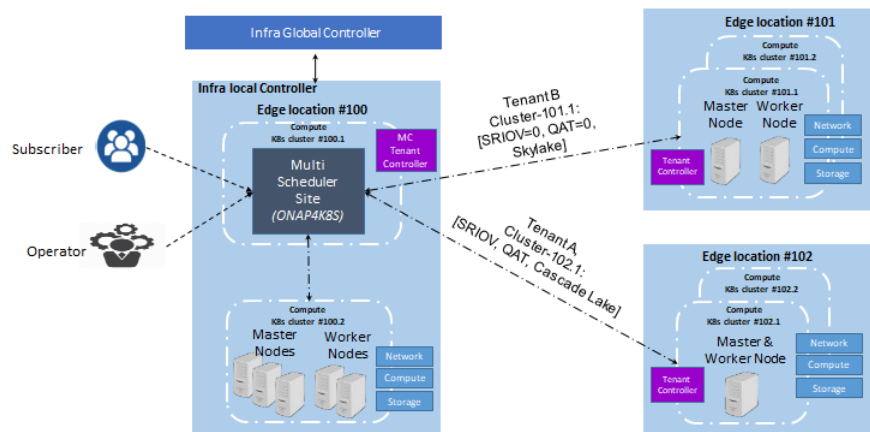 Infra Global Controller
Infra local Controller
Edge location #100
Compute
K8s cluster #100.1
MC
Tenant
Controller
Multi
Scheduler
Site
(ONAP4K8S)
Subscriber
Operator
Compute
K8s cluster #100.2
Master
Nodes
Worker
Nodes
Network
Compute
Storage
Tenant B
Cluster-101.1:
[SRIOV=0, QAT=0,
Skylake]
Tenant A,
Cluster-102.1:
[SRIOV, QAT, Cascade Lake]
Edge location #101
Compute
K8s cluster #101.2
Compute
K8s cluster #101.1
Master
Node
Worker
Node
Network
Compute
Storage
Tenant
Controller
Edge location #102
Compute
K8s cluster #102.2
Compute
K8s cluster #102.1
Master &
Worker Node
Network
Compute
Storage
Tenant
Controller